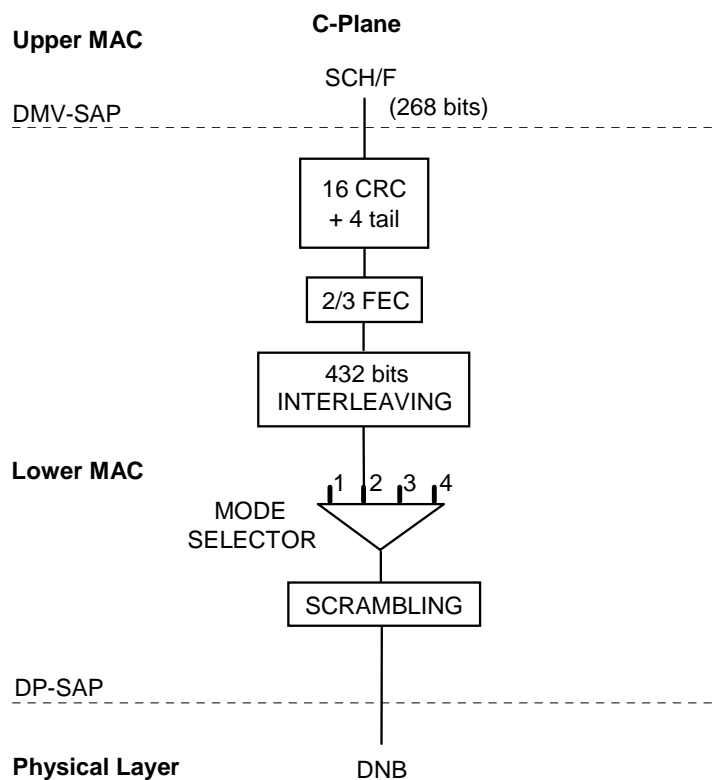 C-Plane
Upper MAC
SCH/F
DMV-SAP
(268 bits)
16 CRC
+ 4 tail
2/3 FEC
432 bits
INTERLEAVING
Lower MAC
1 2 3 4
MODE
SELECTOR
SCRAMBLING
DP-SAP
Physical Layer
DNB